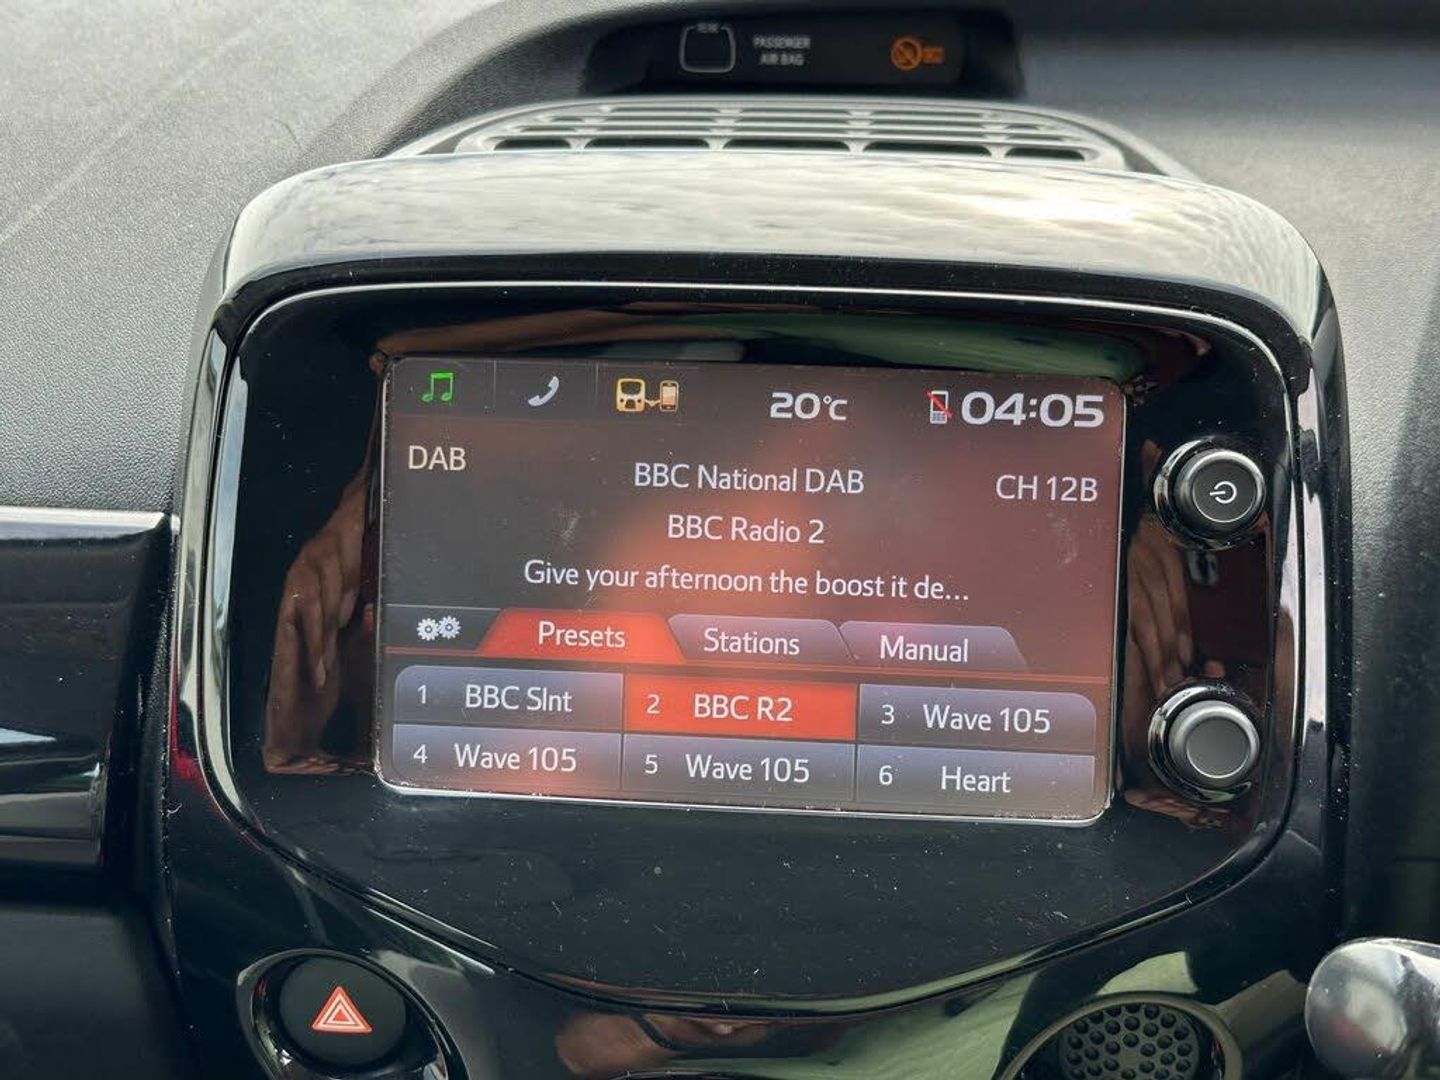 PASSENGER
AIR BAG
20°C
04:05
DAB
BBC National DAB
CH 12B
BBC Radio 2
Give your afternoon the boost it de...
Presets
Stations
Manual
1 BBC Slnt
2 BBC R2
3 Wave 105
4 Wave 105
5 Wave 105
6 Heart